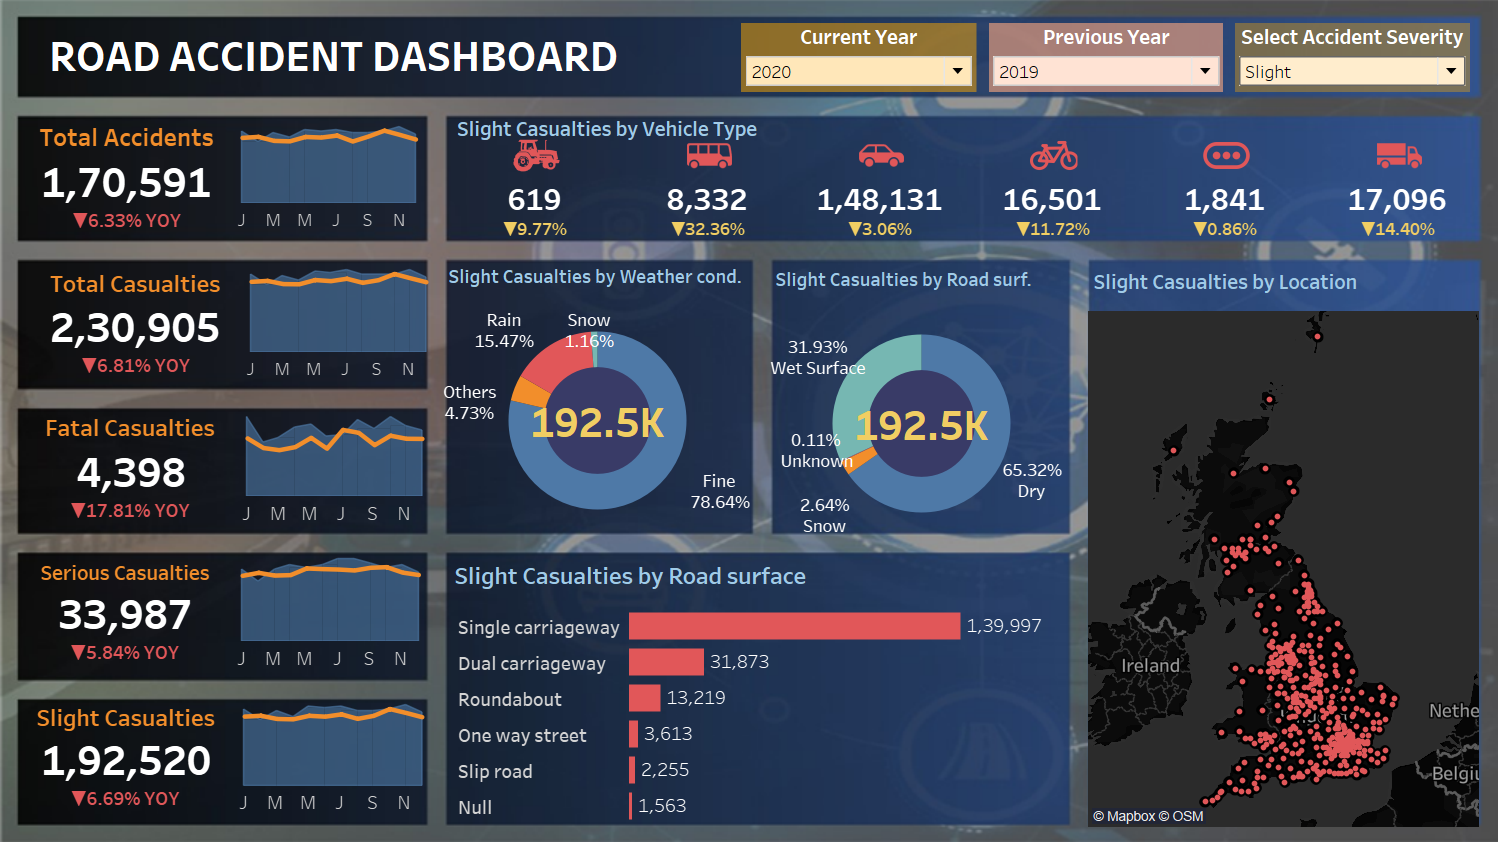 ROAD ACCIDENT DASHBOARD
Current Year
2020
Previous Year
2019
Select Accident Severity
Slight
Total Accidents
1,70,591
▼6.33% YOY
J M M J S N
Total Casualties
2,30,905
▼6.81% YOY
J M M J S N
Fatal Casualties
4,398
▼17.81% YOY
J M M J S N
Serious Casualties
33,987
▼5.84% YOY
J M M J S N
Slight Casualties
1,92,520
▼6.69% YOY
J M M J S N
Slight Casualties by Vehicle Type
619 8,332 1,48,131 16,501 1,841 17,096
▼9.77% ▼32.36% ▼3.06% ▼11.72% ▼0.86% ▼14.40%
Slight Casualties by Weather cond.
Rain
15.47%
Snow
1.16%
Others
4.73%
192.5K
Fine
78.64%
Slight Casualties by Road surf.
31.93%
Wet Surface
192.5K
0.11%
Unknown
65.32%
Dry
2.64%
Snow
Slight Casualties by Road surface
Single carriageway 1,39,997
Dual carriageway 31,873
Roundabout 13,219
One way street 3,613
Slip road 2,255
Null 1,563
Slight Casualties by Location
Ireland
Nethe
Belgiu
© Mapbox © OSM